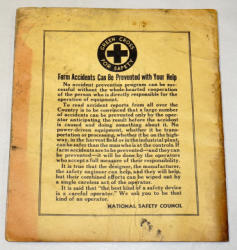 GREEN CROSS
FOR SAFETY
Farm Accidents Can Be Prevented with Your Help
No accident prevention program can be suc-
cessful without the whole-hearted cooperation
of the person who is directly responsible for the
operation of equipment.
To read accident reports from all over the
Country is to be convinced that a large number
of accidents can be prevented only by the oper-
ator anticipating the result before the accident
is caused and doing something about it. No
power-driven equipment, whether it be trans-
portation or processing, whether it be on the high-
way, in the harvest field or in the industrial plant,
can be safer than the man who is at the controls. If
farm accidents are to be prevented—and they can
be prevented—it will be done by the operators
who accept a full measure of their responsibility.
It is true that the designer, the manufacturer,
the safety engineer can help, and they will help,
but their combined efforts can be wiped out by
a single careless act of the operator.
It is said that "the best kind of a safety device
is a careful operator." We ask you to be that
kind of an operator.
NATIONAL SAFETY COUNCIL